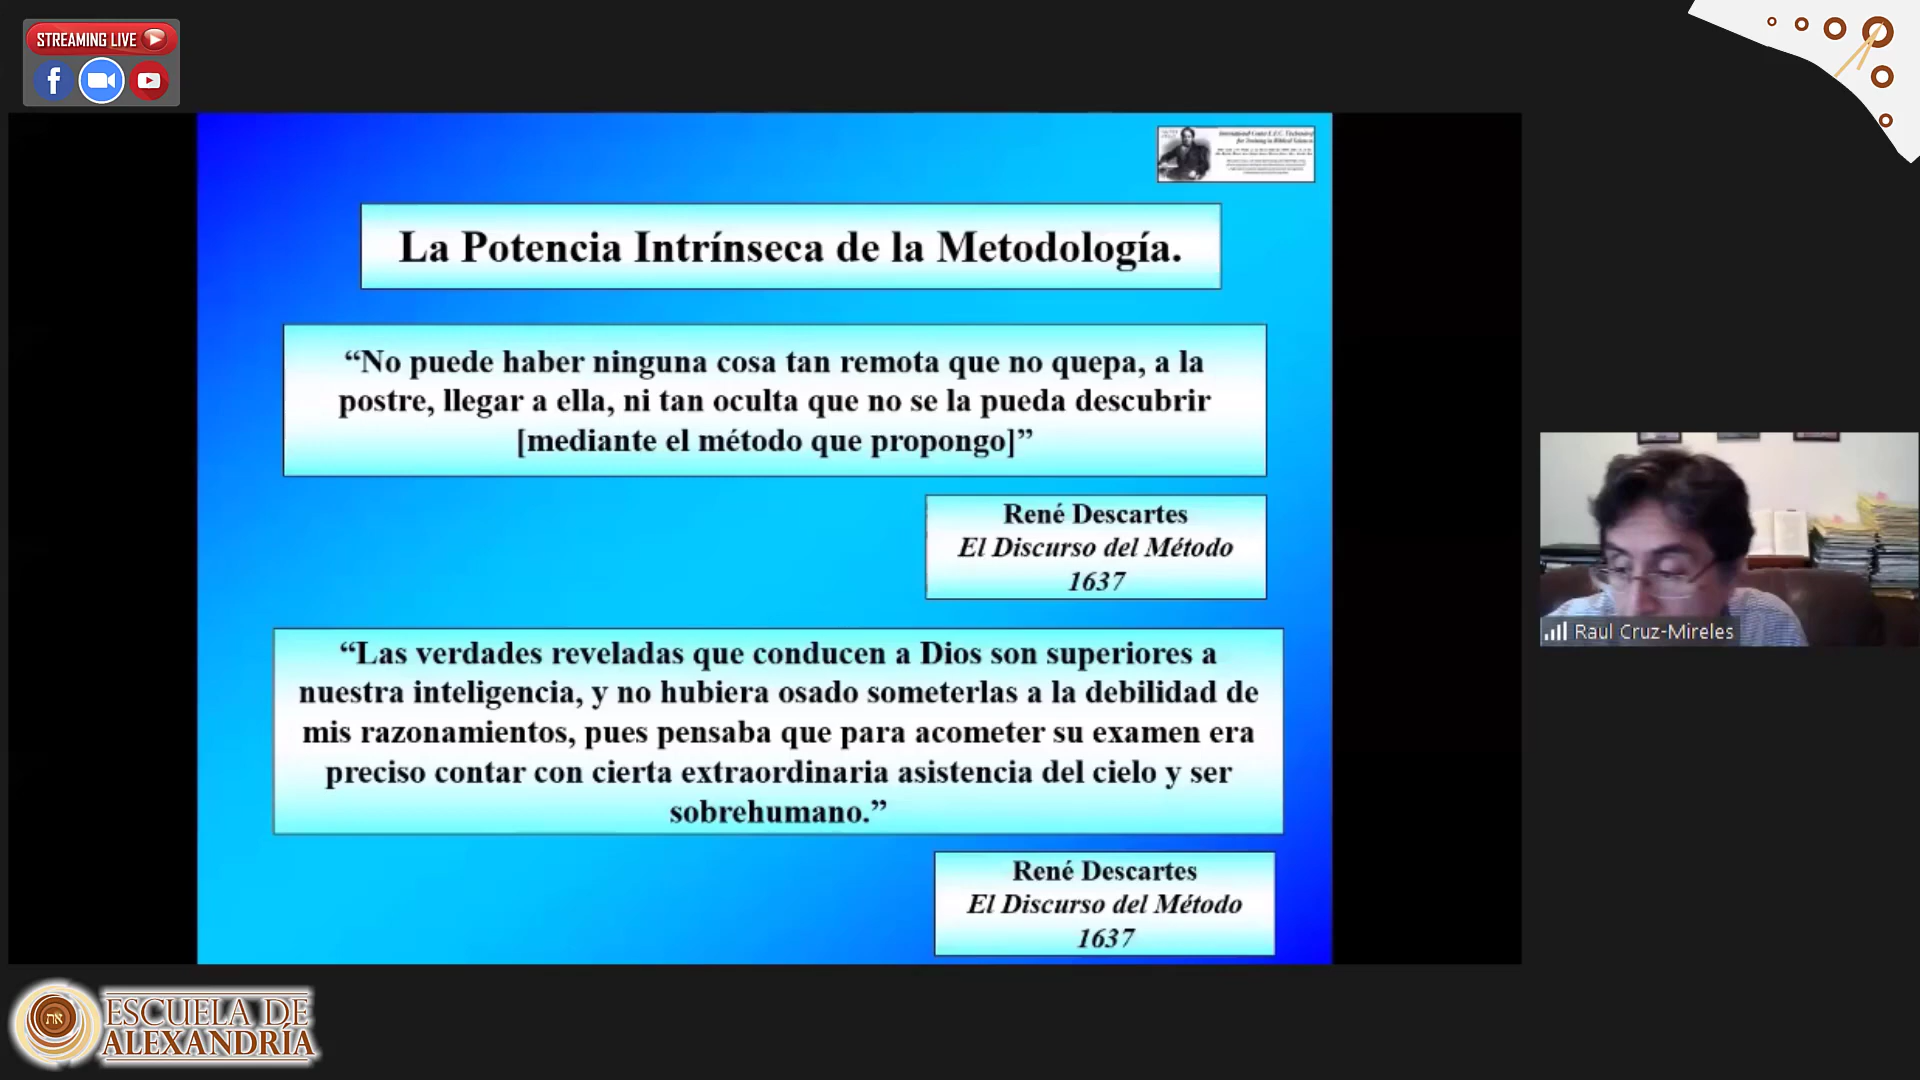 STREAMING LIVE
La Potencia Intrínseca de la Metodología.
“No puede haber ninguna cosa tan remota que no quepa, a la
postre, llegar a ella, ni tan oculta que no se la pueda descubrir
[mediante el método que propongo]”
René Descartes
El Discurso del Método
1637
“Las verdades reveladas que conducen a Dios son superiores a
nuestra inteligencia, y no hubiera osado someterlas a la debilidad de
mis razonamientos, pues pensaba que para acometer su examen era
preciso contar con cierta extraordinaria asistencia del cielo y ser
sobrehumano.”
René Descartes
El Discurso del Método
1637
Raul Cruz-Mireles
את
ESCUELA DE
ALEXANDRÍA